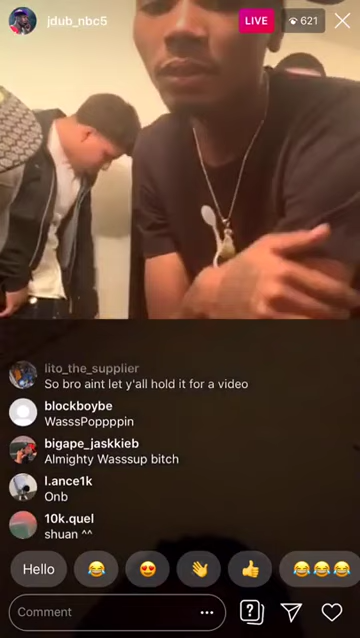 jdub_nbc5
LIVE
621
lito_the_supplier
So bro aint let y'all hold it for a video
blockboybe
WasssPoppppin
bigape_jaskkieb
Almighty Wasssup bitch
l.ance1k
Onb
10k.quel
shuan ^^
Hello
Comment